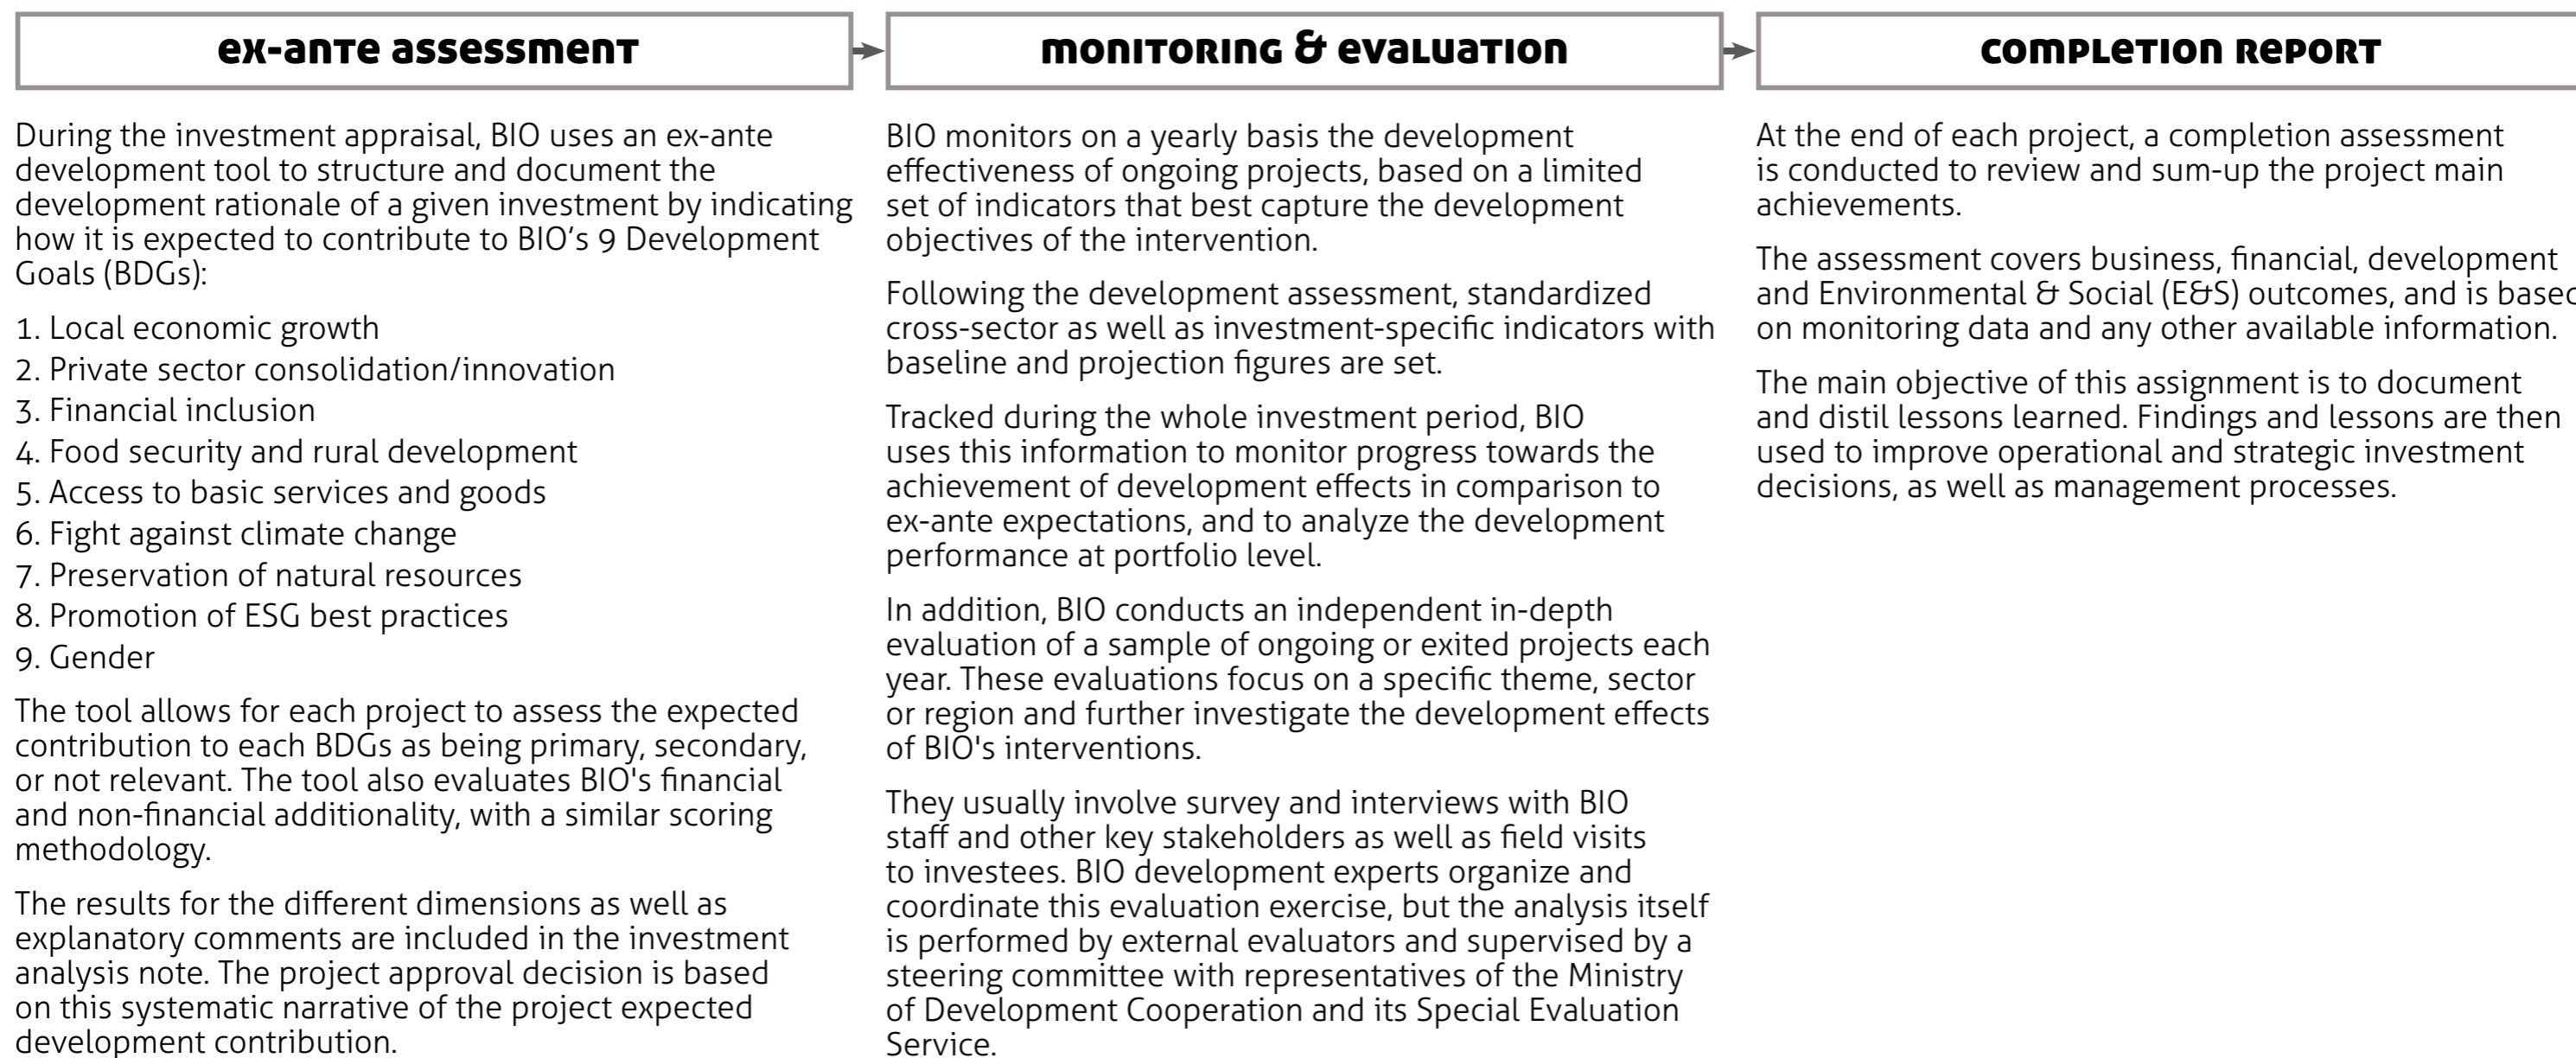 ex-ante assessment
During the investment appraisal, BIO uses an ex-ante
development tool to structure and document the
development rationale of a given investment by indicating
how it is expected to contribute to BIO’s 9 Development
Goals (BDGs):
1. Local economic growth
2. Private sector consolidation/innovation
3. Financial inclusion
4. Food security and rural development
5. Access to basic services and goods
6. Fight against climate change
7. Preservation of natural resources
8. Promotion of ESG best practices
9. Gender
The tool allows for each project to assess the expected
contribution to each BDGs as being primary, secondary,
or not relevant. The tool also evaluates BIO's financial
and non-financial additionality, with a similar scoring
methodology.
The results for the different dimensions as well as
explanatory comments are included in the investment
analysis note. The project approval decision is based
on this systematic narrative of the project expected
development contribution.
monitoring & evaluation
BIO monitors on a yearly basis the development
effectiveness of ongoing projects, based on a limited
set of indicators that best capture the development
objectives of the intervention.
Following the development assessment, standardized
cross-sector as well as investment-specific indicators with
baseline and projection figures are set.
Tracked during the whole investment period, BIO
uses this information to monitor progress towards the
achievement of development effects in comparison to
ex-ante expectations, and to analyze the development
performance at portfolio level.
In addition, BIO conducts an independent in-depth
evaluation of a sample of ongoing or exited projects each
year. These evaluations focus on a specific theme, sector
or region and further investigate the development effects
of BIO's interventions.
They usually involve survey and interviews with BIO
staff and other key stakeholders as well as field visits
to investees. BIO development experts organize and
coordinate this evaluation exercise, but the analysis itself
is performed by external evaluators and supervised by a
steering committee with representatives of the Ministry
of Development Cooperation and its Special Evaluation
Service.
completion report
At the end of each project, a completion assessment
is conducted to review and sum-up the project main
achievements.
The assessment covers business, financial, development
and Environmental & Social (E&S) outcomes, and is based
on monitoring data and any other available information.
The main objective of this assignment is to document
and distil lessons learned. Findings and lessons are then
used to improve operational and strategic investment
decisions, as well as management processes.